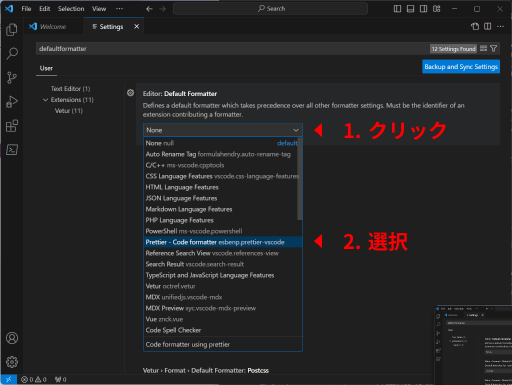 File Edit Selection View ...
Search
Welcome
Settings
defaultformatter
12 Settings Found
User
Backup and Sync Settings
Text Editor (1)
Extensions (11)
Vetur (11)
Editor: Default Formatter
Defines a default formatter which takes precedence over all other formatter settings. Must be the identifier of an
extension contributing a formatter.
None
1. クリック
None null default
Auto Rename Tag formulahendry.auto-rename-tag
C/C++ ms-vscode.cpptools
CSS Language Features vscode.css-language-features
HTML Language Features
JSON Language Features
Markdown Language Features
PHP Language Features
PowerShell ms-vscode.powershell
Prettier - Code formatter esbenp.prettier-vscode
2. 選択
Reference Search View vscode.references-view
Search Result vscode.search-result
TypeScript and JavaScript Language Features
Vetur octref.vetur
MDX unifiedjs.vscode-mdx
MDX Preview xyc.vscode-mdx-preview
Vue znck.vue
Code Spell Checker
Code formatter using prettier
Vetur › Format › Default Formatter: Postcss
0 0 0